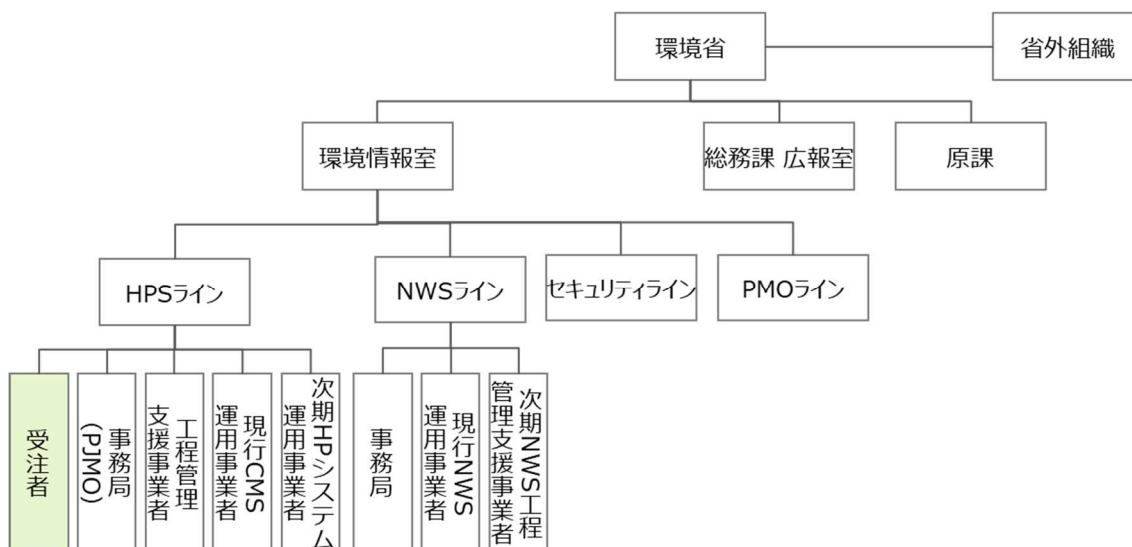 環境省
省外組織
環境情報室
総務課 広報室
原課
HPSライン
NWSライン
セキュリティライン
PMOライン
受注者
事務局
(PJMO)
工程管理
支援事業者
現行CMS
運用事業者
次期HPシステム
運用事業者
事務局
現行NWS
運用事業者
次期NWS工程
管理支援事業者